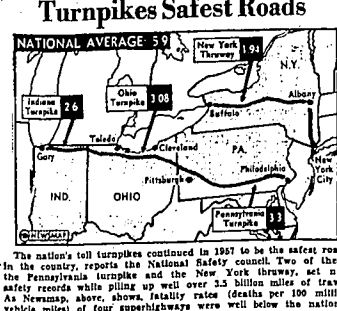 Turnpikes Safest Roads
NATIONAL AVERAGE 5.9
New York
Thruway 1.94
N.Y.
Indiana
Turnpike 2.6
Ohio
Turnpike 3.08
Albany
Buffalo
Toledo
Cleveland
Gary
PA.
Pittsburgh
Philadelphia
New
York
City
IND.
OHIO
Pennsylvania
Turnpike 3.3
NEWSMAP
The nation's toll turnpikes continued in 1957 to be the safest roa
in the country, reports the National Safety council. Two of the
the Pennsylvania turnpike and the New York thruway, set n
safety records while piling up well over 3.5 billion miles of trav
As Newsmap, above, shows, fatality rates (deaths per 100 milli
vehicle miles) of four superhighways were well below the nation